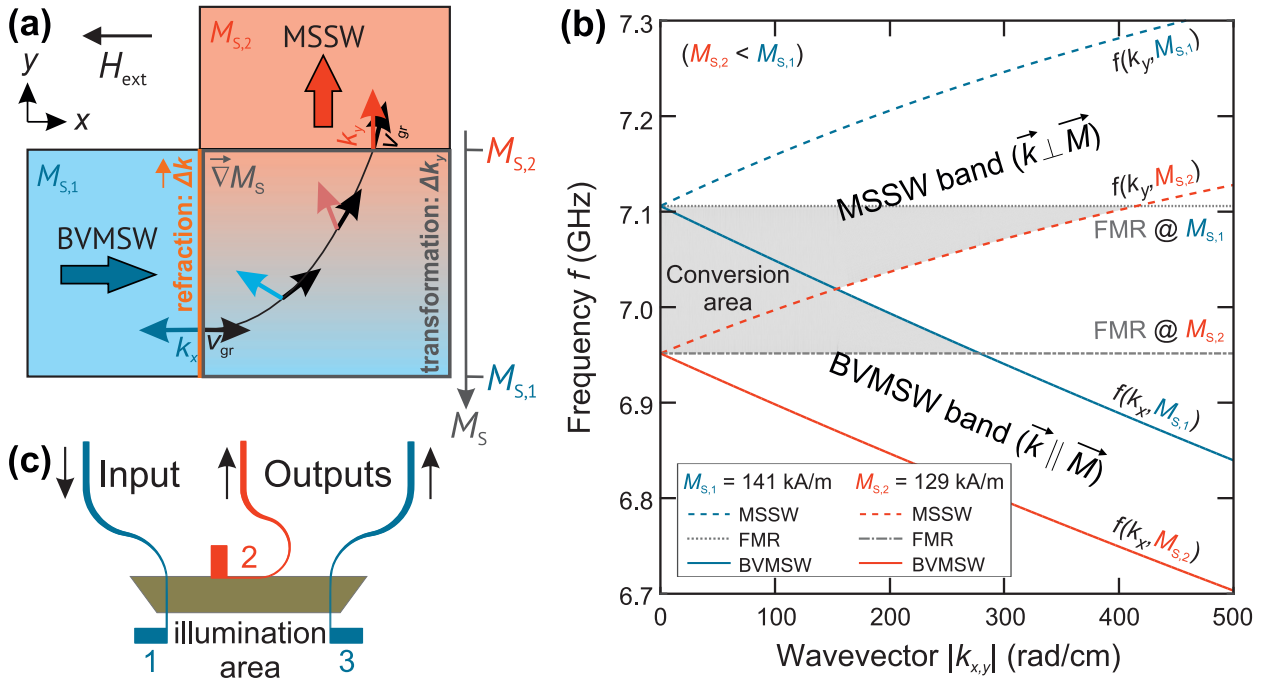 (a)
H_ext
y
x
M_S,2
MSSW
k_y
v_gr
M_S,1
BVMSW
refraction: Δk
∇M_S
transformation: Δk_y
k_x
v_gr
M_S,2
M_S,1
M_S
(b)
(M_S,2 < M_S,1)
7.3
7.2
7.1
7.0
6.9
6.8
6.7
Frequency f (GHz)
f(k_y,M_S,1)
MSSW band (k⊥M)
f(k_y,M_S,2)
FMR @ M_S,1
Conversion
area
FMR @ M_S,2
BVMSW band (k||M)
f(k_x,M_S,1)
f(k_x,M_S,2)
M_S,1 = 141 kA/m
MSSW
FMR
BVMSW
M_S,2 = 129 kA/m
MSSW
FMR
BVMSW
0
100
200
300
400
500
Wavevector |k_x,y| (rad/cm)
(c)
Input
Outputs
2
illumination
area
1
3